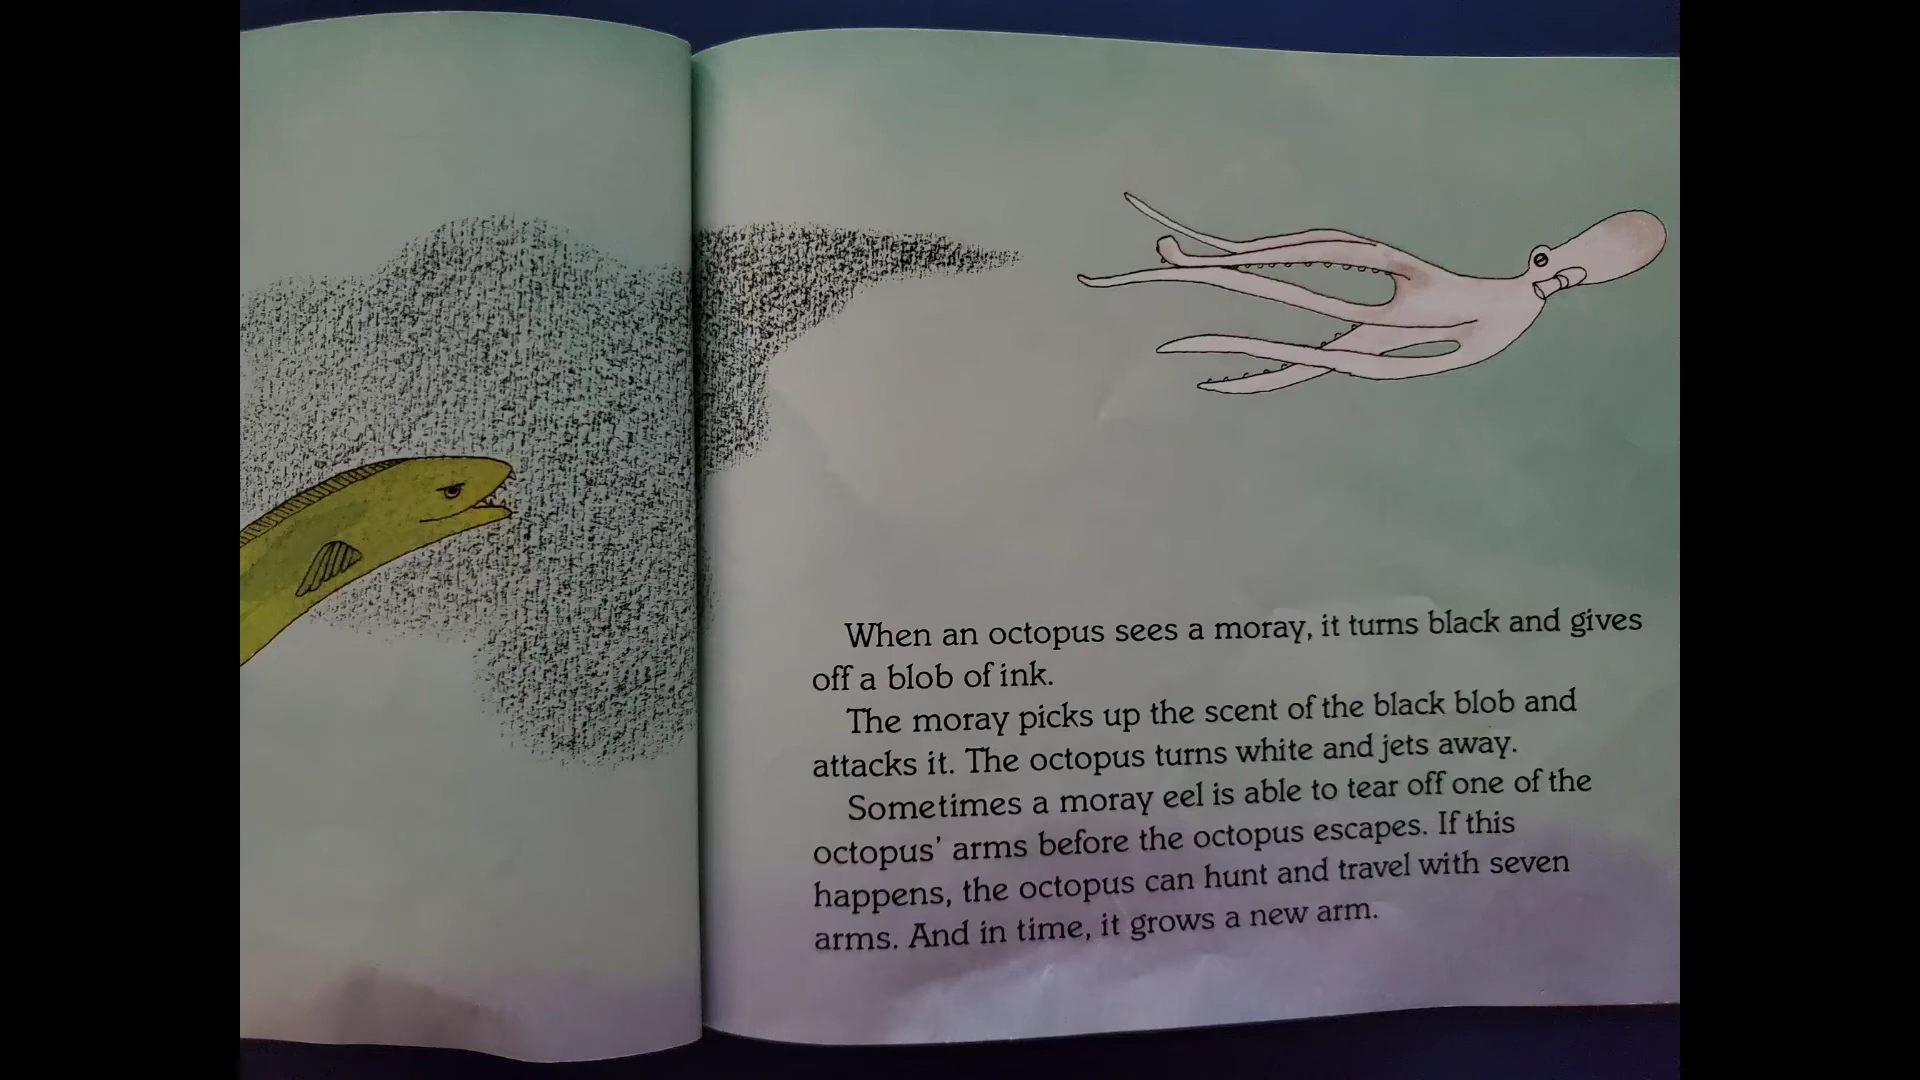 When an octopus sees a moray, it turns black and gives
off a blob of ink.
The moray picks up the scent of the black blob and
attacks it. The octopus turns white and jets away.
Sometimes a moray eel is able to tear off one of the
octopus' arms before the octopus escapes. If this
happens, the octopus can hunt and travel with seven
arms. And in time, it grows a new arm.